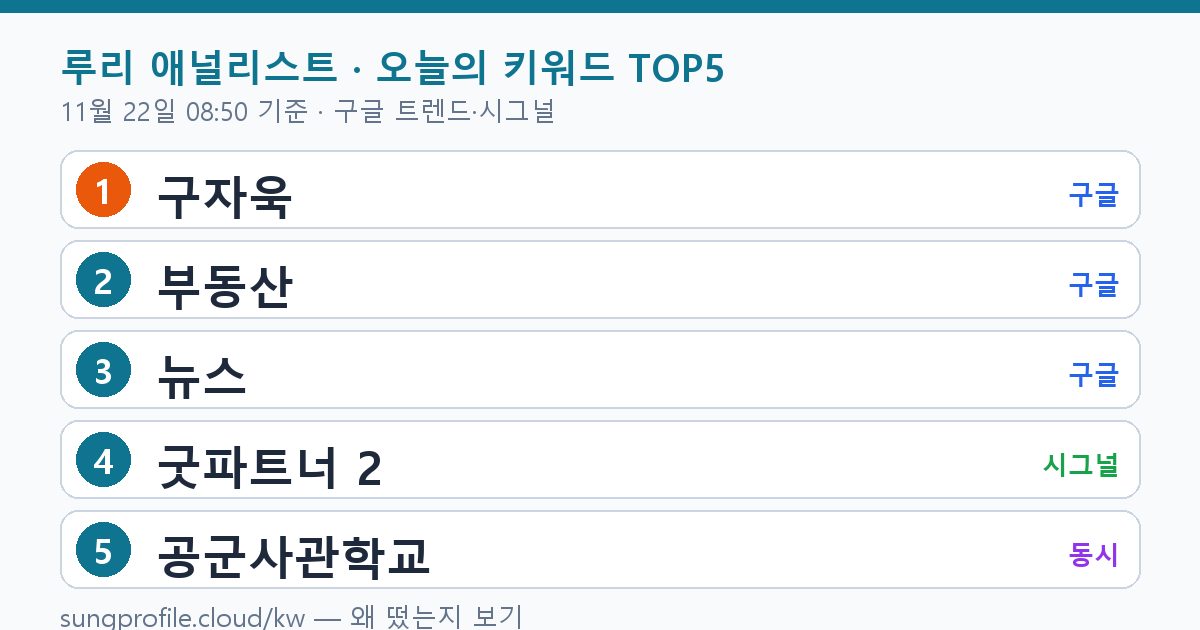 루리 애널리스트 · 오늘의 키워드 TOP5
11월 22일 08:50 기준 · 구글 트렌드·시그널
1 구자욱 구글
2 부동산 구글
3 뉴스 구글
4 굿파트너 2 시그널
5 공군사관학교 동시
sungprofile.cloud/kw — 왜 떴는지 보기